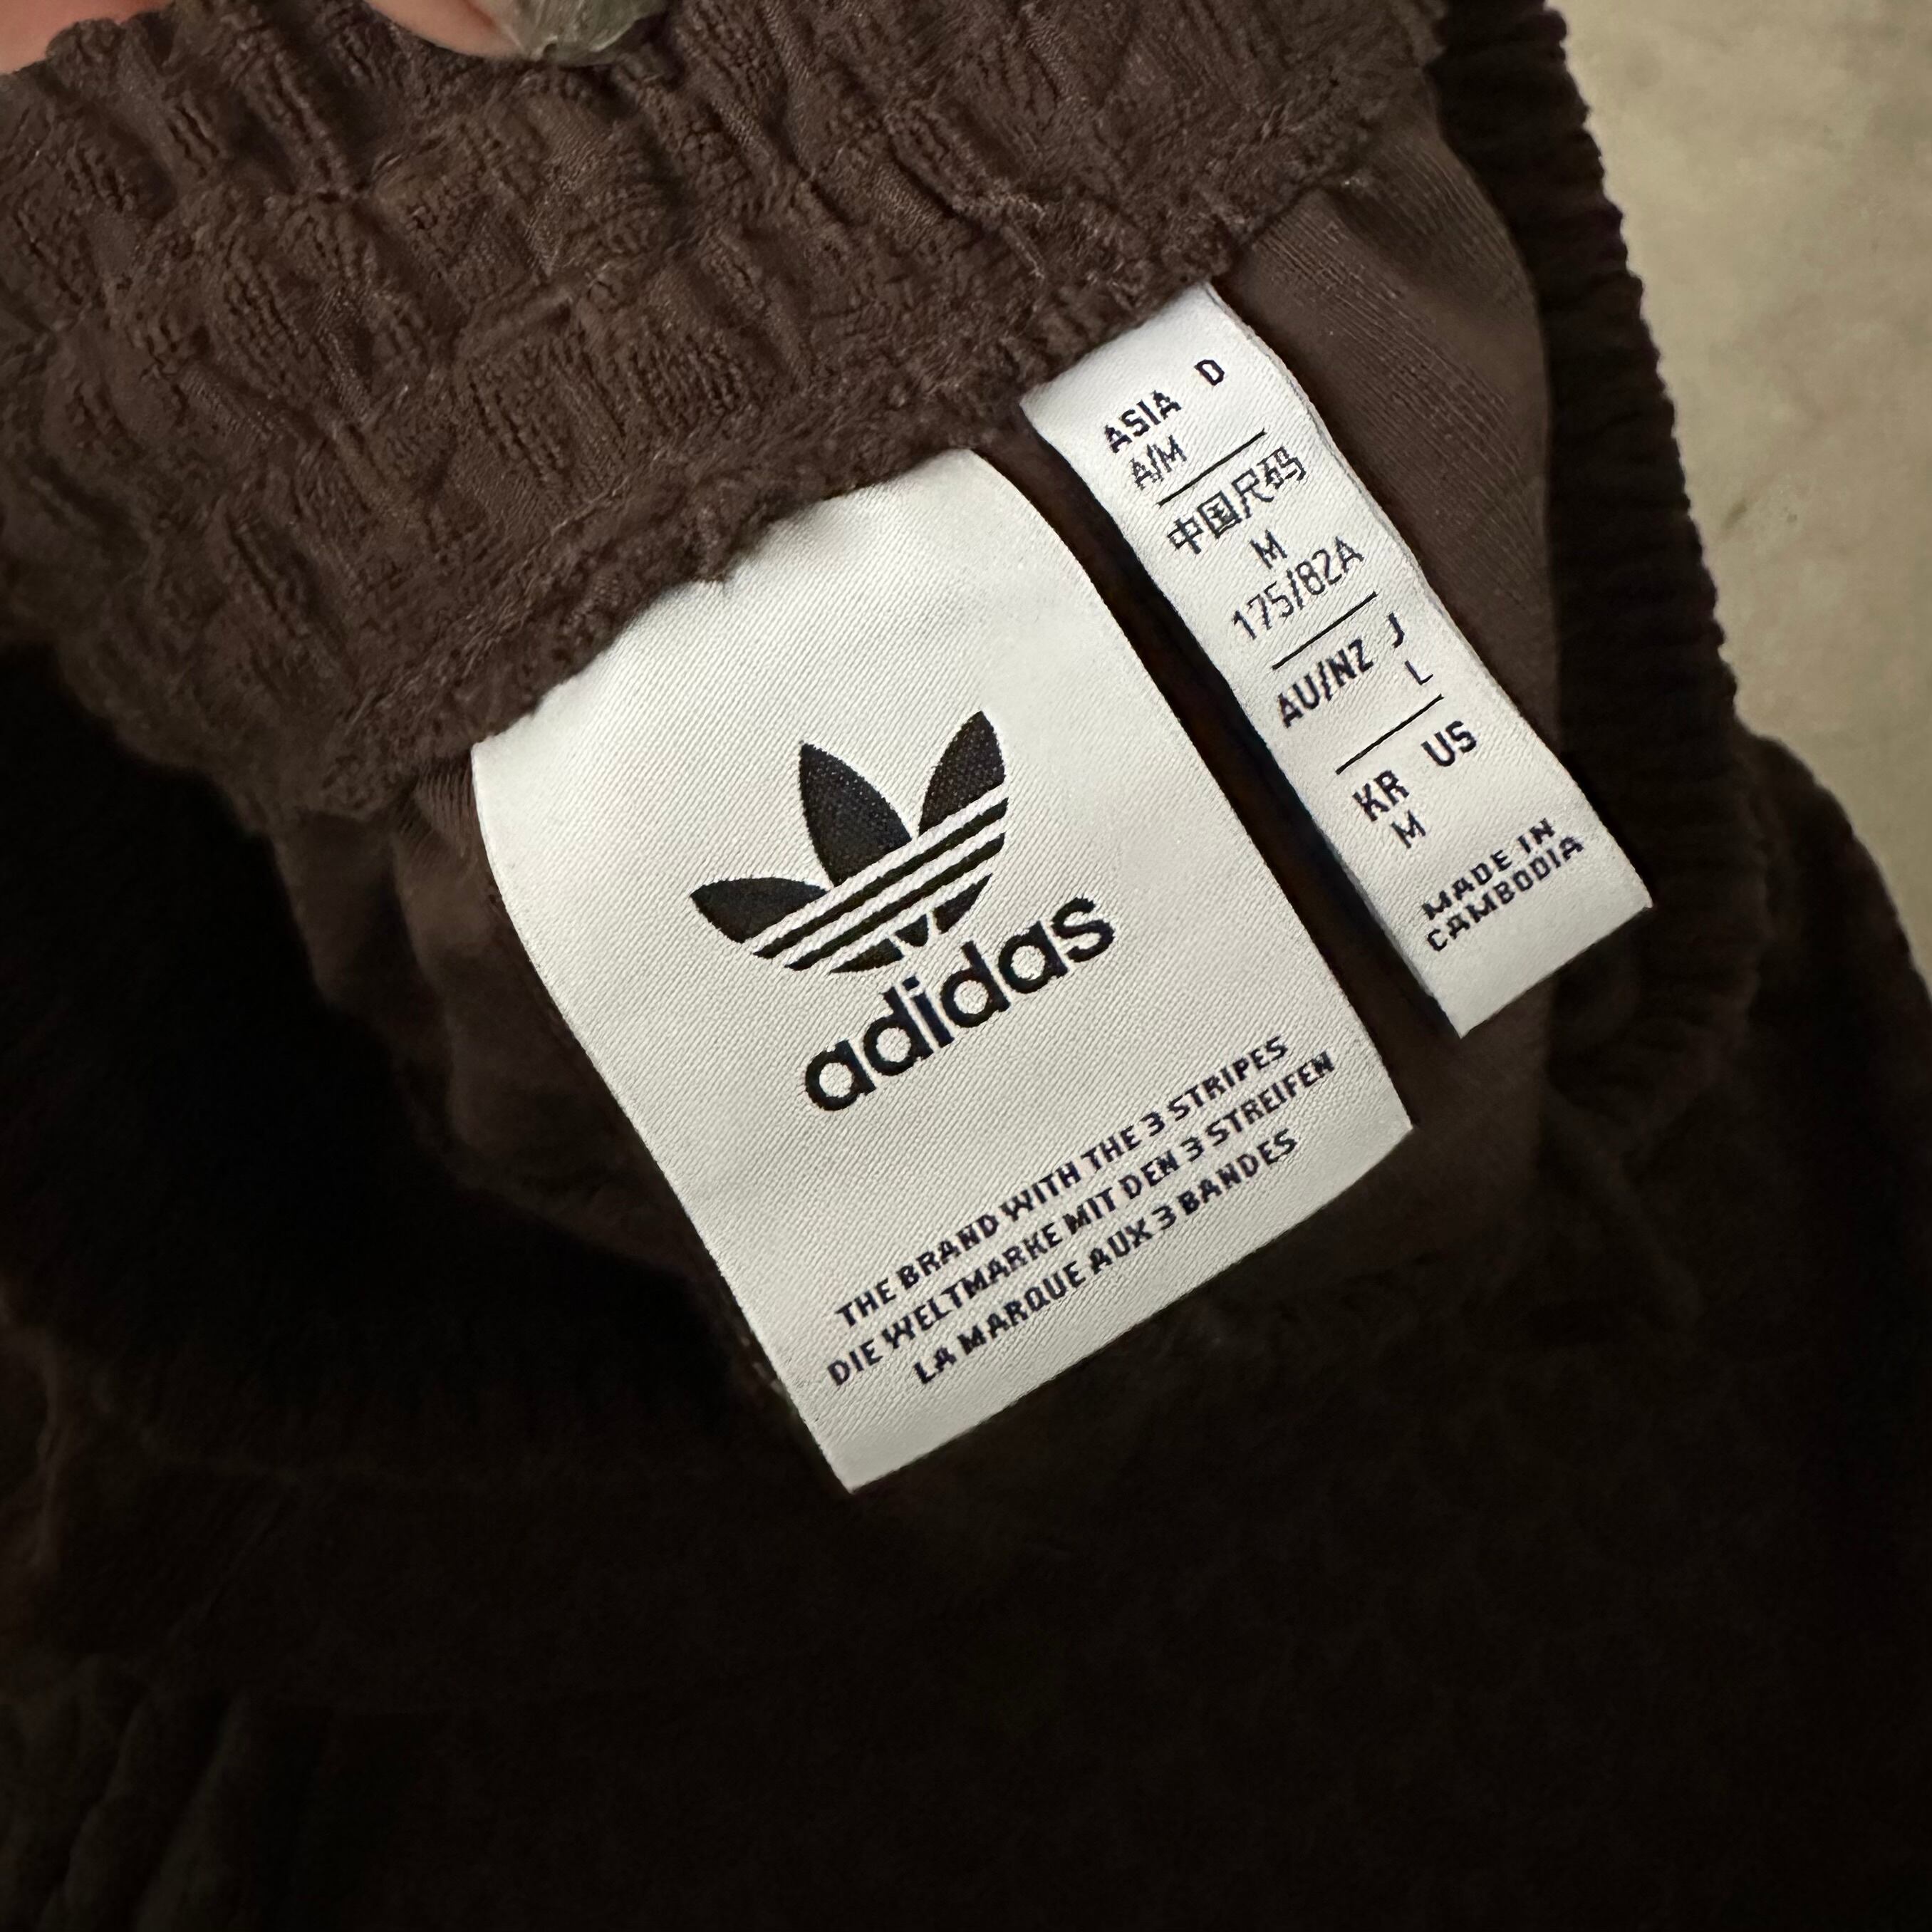 adidas
THE BRAND WITH THE 3 STRIPES
DIE WELTMARKE MIT DEN 3 STREIFEN
LA MARQUE AUX 3 BANDES
ASIA D
A/M
中国尺码
M
175/82A
AU/NZ J
L
KR US
M
MADE IN
CAMBODIA